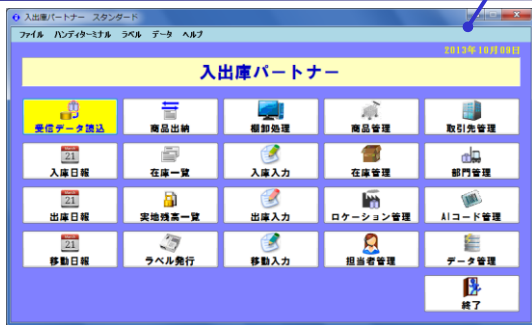 入出庫パートナー スタンダード
ファイル ハンディターミナル ラベル データ ヘルプ
2013年10月09日
入出庫パートナー
受信データ読込 商品出納 棚卸処理 商品管理 取引先管理
21
入庫日報 在庫一覧 入庫入力 在庫管理 部門管理
21
出庫日報 実地残高一覧 出庫入力 ロケーション管理 AIコード管理
21
移動日報 ラベル発行 移動入力 担当者管理 データ管理
終了